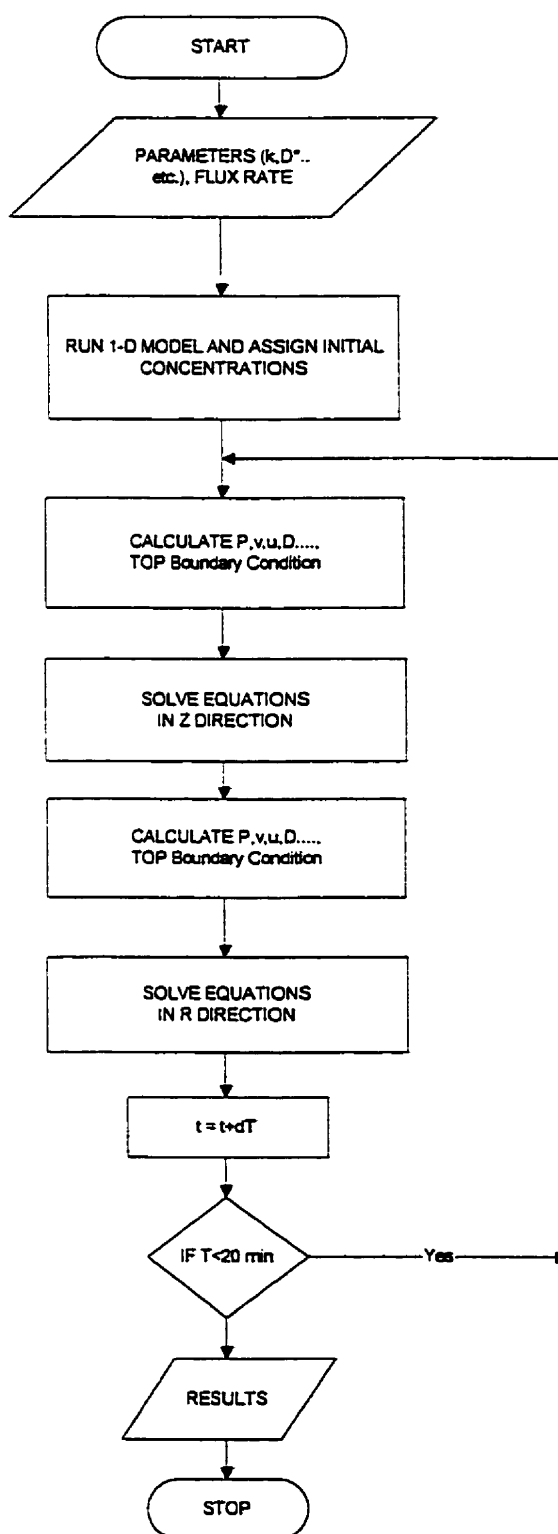 START
PARAMETERS (k,D*..
etc.), FLUX RATE
RUN 1-D MODEL AND ASSIGN INITIAL
CONCENTRATIONS
CALCULATE P,v,u,D....,
TOP Boundary Condition
SOLVE EQUATIONS
IN Z DIRECTION
CALCULATE P,v,u,D....,
TOP Boundary Condition
SOLVE EQUATIONS
IN R DIRECTION
t = t+dT
IF T<20 min
Yes
RESULTS
STOP